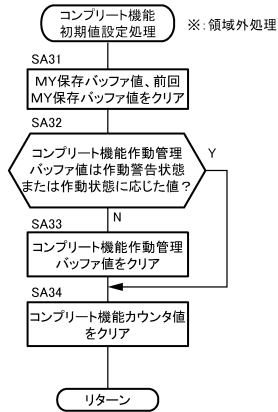 コンプリート機能
初期値設定処理
※：領域外処理
SA31
MY保存バッファ値、前回
MY保存バッファ値をクリア
SA32
コンプリート機能作動管理
バッファ値は作動警告状態
または作動状態に応じた値？
Y
N
SA33
コンプリート機能作動管理
バッファ値をクリア
SA34
コンプリート機能カウンタ値
をクリア
リターン